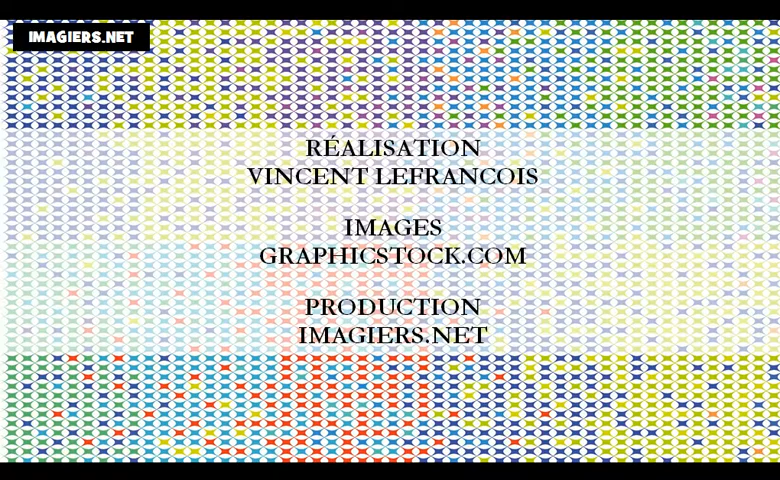 IMAGIERS.NET
RÉALISATION
VINCENT LEFRANCOIS
IMAGES
GRAPHICSTOCK.COM
PRODUCTION
IMAGIERS.NET